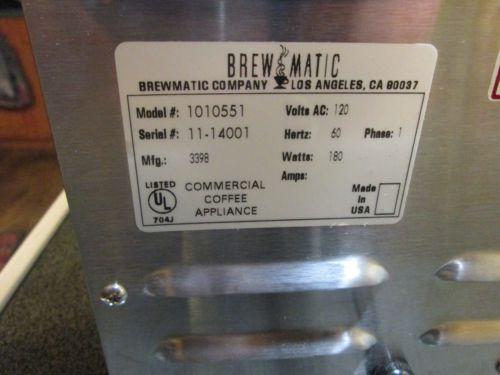 BREWMATIC
BREWMATIC COMPANY LOS ANGELES, CA 90037
Model #: 1010551 Volts AC: 120
Serial #: 11-14001 Hertz: 60 Phase: 1
Mfg.: 3398 Watts: 180
Amps:
LISTED
UL
704J
COMMERCIAL
COFFEE
APPLIANCE
Made
in
USA